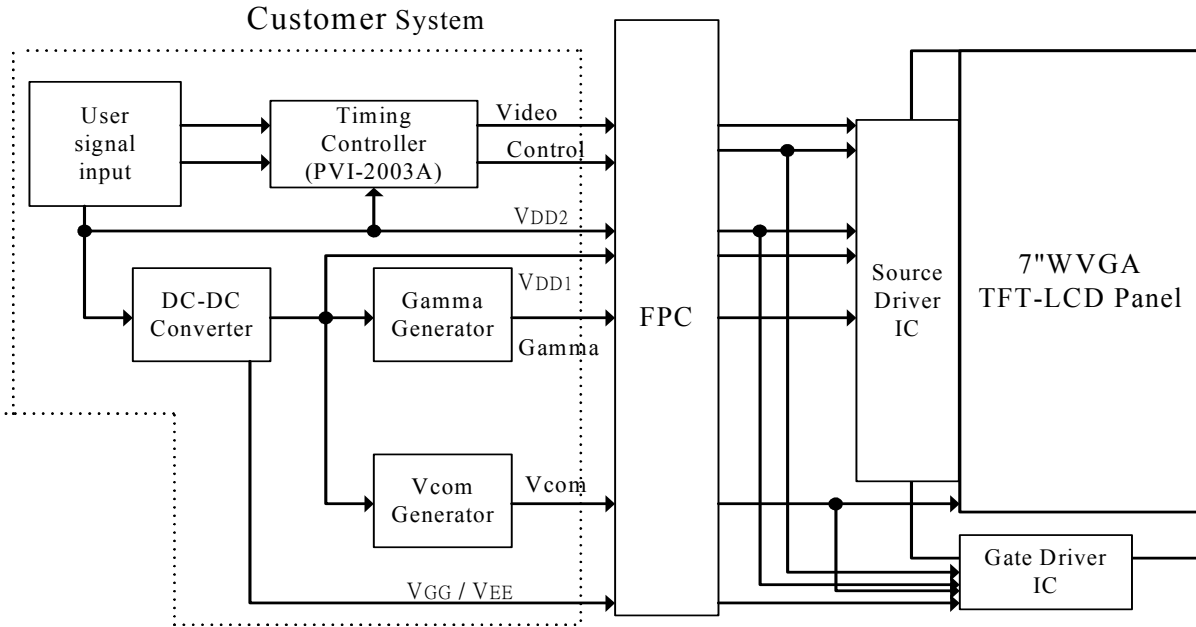 Customer System
User
signal
input
Timing
Controller
(PVI-2003A)
Video
Control
VDD2
VDD1
DC-DC
Converter
Gamma
Generator
Gamma
Vcom
Generator
Vcom
VGG / VEE
FPC
Source
Driver
IC
7"WVGA
TFT-LCD Panel
Gate Driver
IC